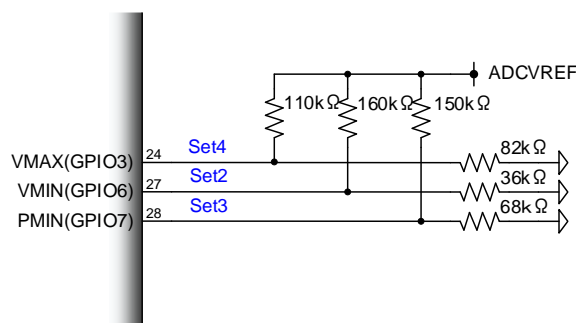 ADCVREF
110kΩ 160kΩ 150kΩ
VMAX(GPIO3) 24 Set4 82kΩ
VMIN(GPIO6) 27 Set2 36kΩ
PMIN(GPIO7) 28 Set3 68kΩ